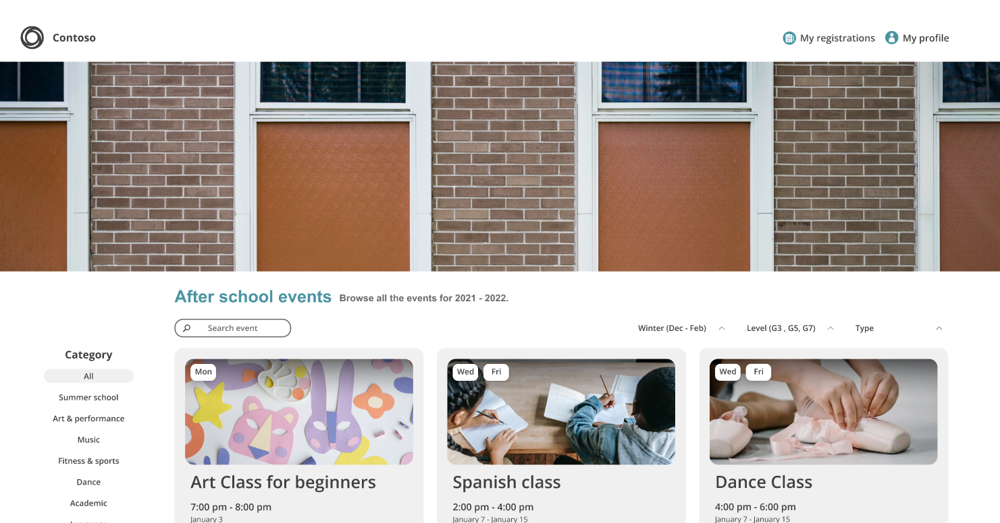 Contoso
My registrations
My profile
After school events
Browse all the events for 2021 - 2022.
Search event
Winter (Dec - Feb)
Level (G3 , G5, G7)
Type
Category
All
Summer school
Art & performance
Music
Fitness & sports
Dance
Academic
Mon
Art Class for beginners
7:00 pm - 8:00 pm
January 3
Wed Fri
Spanish class
2:00 pm - 4:00 pm
January 7 - January 15
Wed Fri
Dance Class
4:00 pm - 6:00 pm
January 7 - January 15